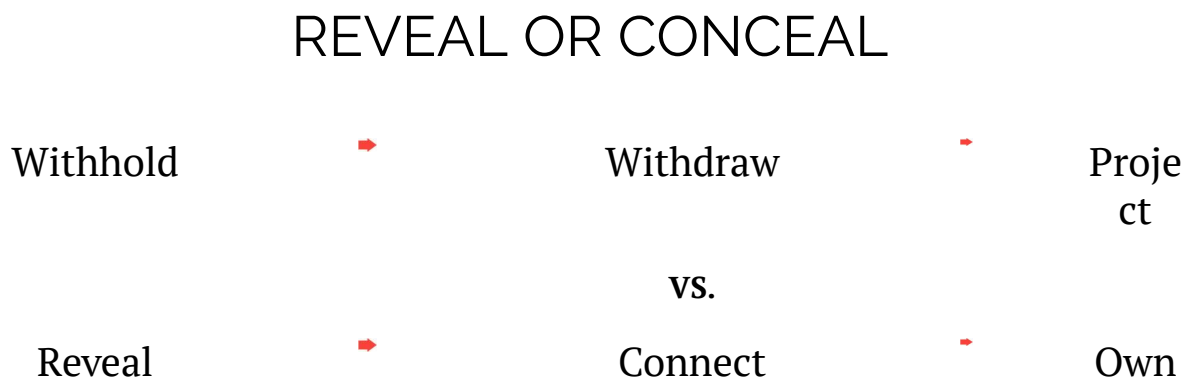 REVEAL OR CONCEAL
Withhold Withdraw Proje
ct
vs.
Reveal Connect Own